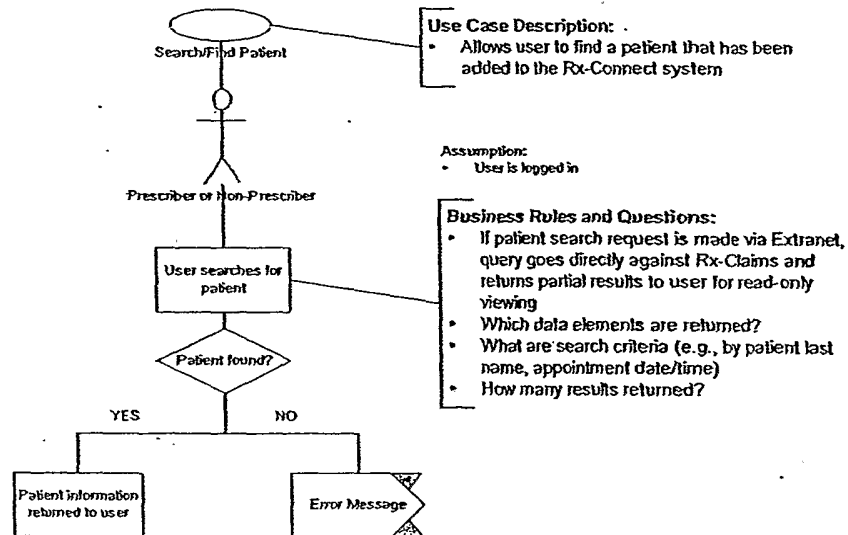 Use Case Description:
• Allows user to find a patient that has been
added to the Rx-Connect system
Search/Find Patient
Assumption:
• User is logged in
Prescriber or Non-Prescriber
Business Rules and Questions:
• If patient search request is made via Extranet,
query goes directly against Rx-Claims and
returns partial results to user for read-only
viewing
• Which data elements are returned?
• What are search criteria (e.g., by patient last
name, appointment date/time)
• How many results returned?
User searches for
patient
Patient found?
YES
NO
Patient information
returned to user
Error Message